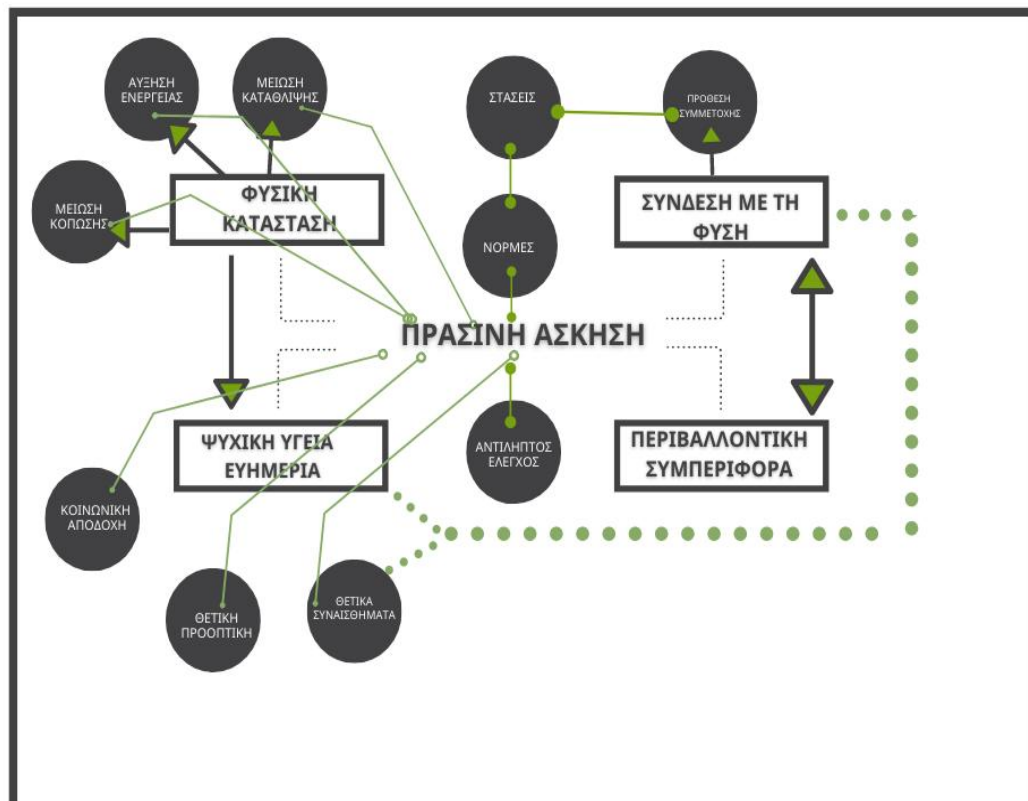 ΑΥΞΗΣΗ
ΕΝΕΡΓΕΙΑΣ
ΜΕΙΩΣΗ
ΚΑΤΑΘΛΙΨΗΣ
ΣΤΑΣΕΙΣ
ΠΡΟΘΕΣΗ
ΣΥΜΜΕΤΟΧΗΣ
ΜΕΙΩΣΗ
ΚΟΠΩΣΗΣ
ΦΥΣΙΚΗ
ΚΑΤΑΣΤΑΣΗ
ΝΟΡΜΕΣ
ΣΥΝΔΕΣΗ ΜΕ ΤΗ
ΦΥΣΗ
ΠΡΑΣΙΝΗ ΑΣΚΗΣΗ
ΨΥΧΙΚΗ ΥΓΕΙΑ
ΕΥΗΜΕΡΙΑ
ΑΝΤΙΛΗΠΤΟΣ
ΕΛΕΓΧΟΣ
ΠΕΡΙΒΑΛΛΟΝΤΙΚΗ
ΣΥΜΠΕΡΙΦΟΡΑ
ΚΟΙΝΩΝΙΚΗ
ΑΠΟΔΟΧΗ
ΘΕΤΙΚΗ
ΠΡΟΟΠΤΙΚΗ
ΘΕΤΙΚΑ
ΣΥΝΑΙΣΘΗΜΑΤΑ